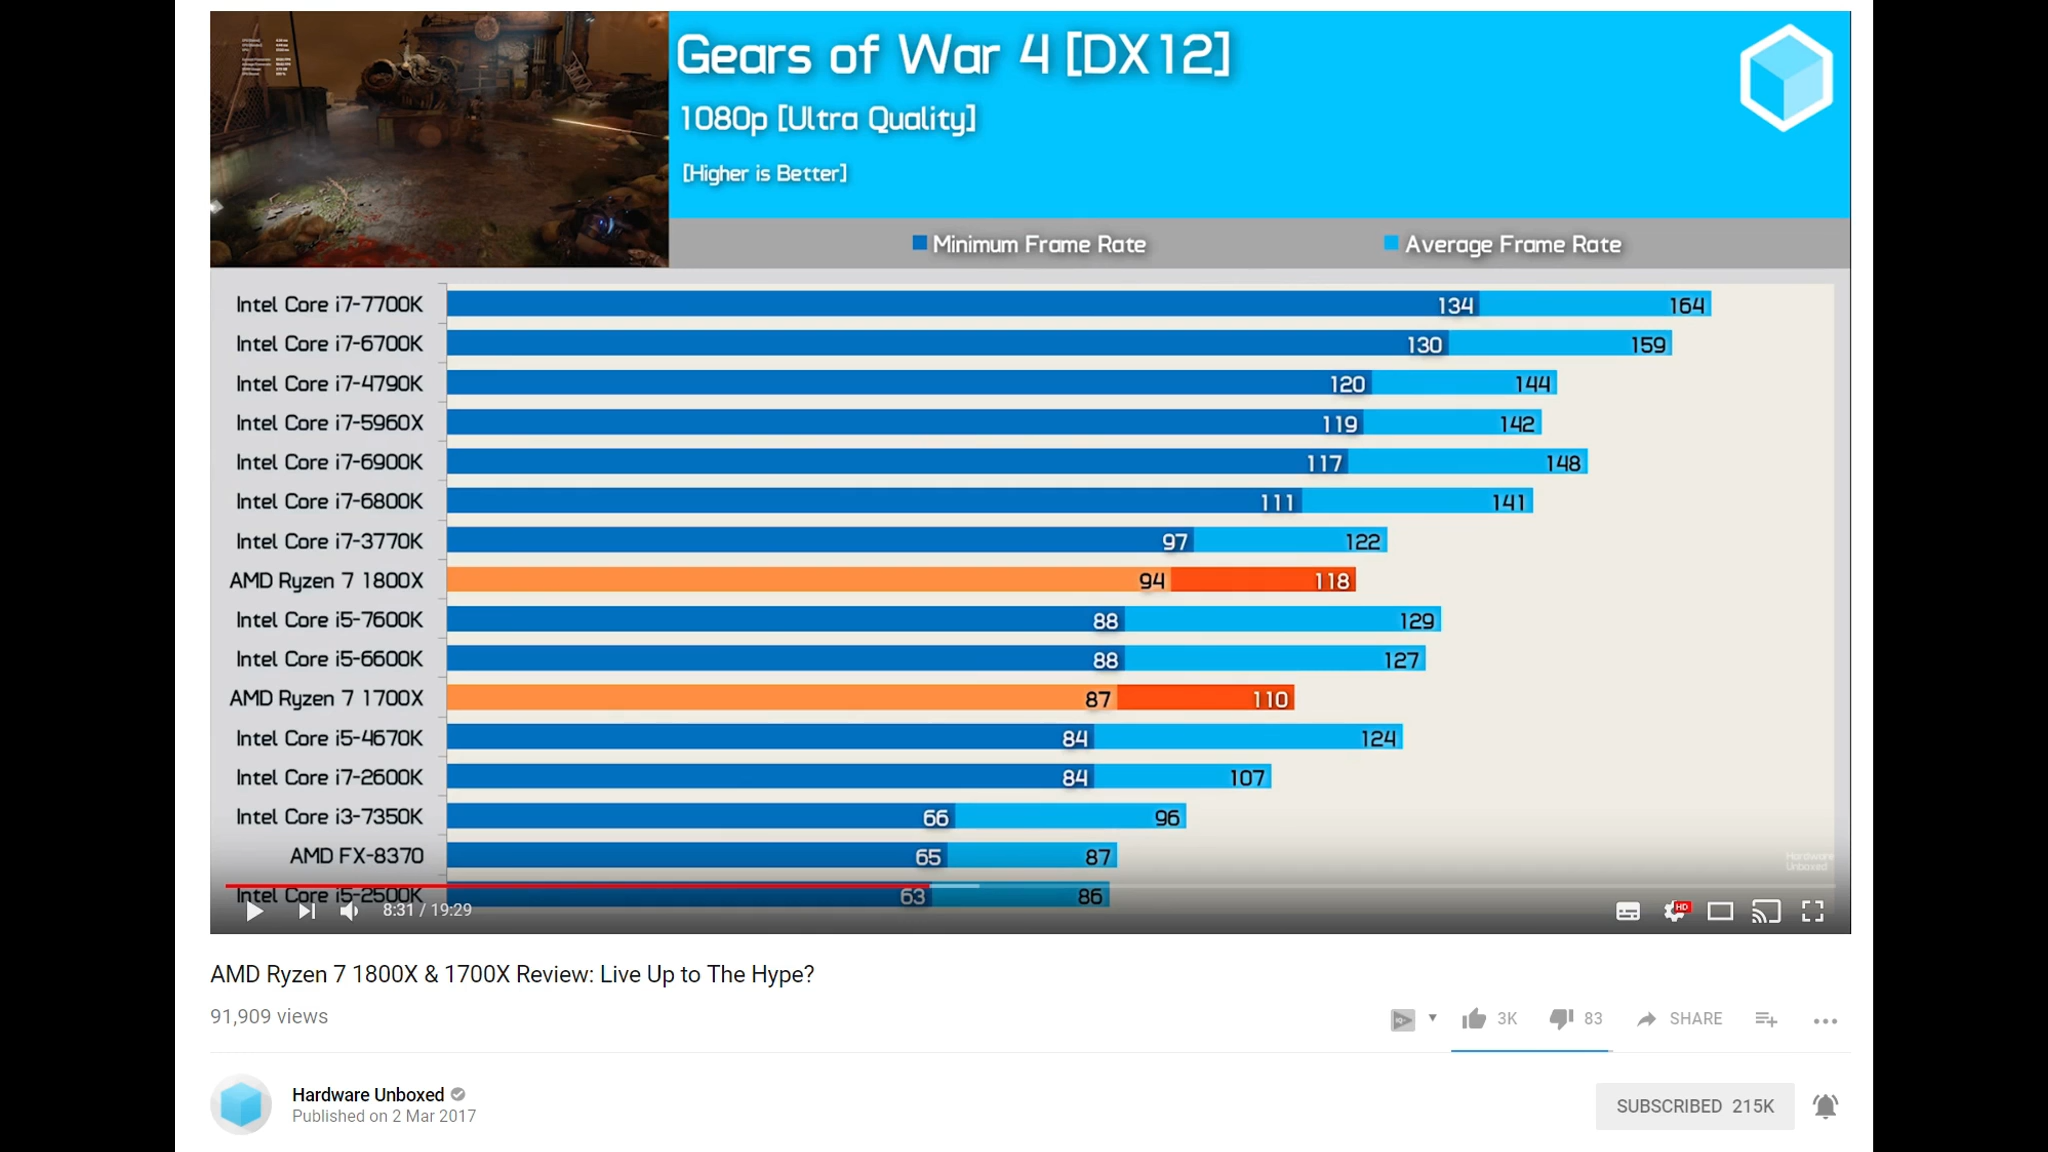 Gears of War 4 [DX12]
1080p [Ultra Quality]
[Higher is Better]
Minimum Frame Rate Average Frame Rate
Intel Core i7-7700K 134 164
Intel Core i7-6700K 130 159
Intel Core i7-4790K 120 144
Intel Core i7-5960X 119 142
Intel Core i7-6900K 117 148
Intel Core i7-6800K 111 141
Intel Core i7-3770K 97 122
AMD Ryzen 7 1800X 94 118
Intel Core i5-7600K 88 129
Intel Core i5-6600K 88 127
AMD Ryzen 7 1700X 87 110
Intel Core i5-4670K 84 124
Intel Core i7-2600K 84 107
Intel Core i3-7350K 66 96
AMD FX-8370 65 87
Hardware
Unboxed
Intel Core i5-2500K 63 86
8:31 / 19:29 HD
AMD Ryzen 7 1800X & 1700X Review: Live Up to The Hype?
91,909 views 3K 83 SHARE
Hardware Unboxed
Published on 2 Mar 2017
SUBSCRIBED 215K